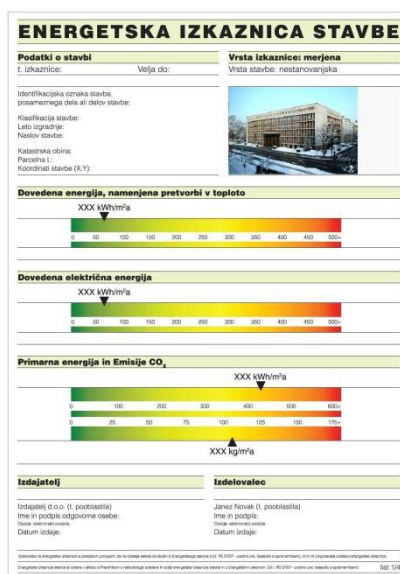 ENERGETSKA IZKAZNICA STAVBE
Podatki o stavbi
t. izkaznice: Velja do:
Vrsta izkaznice: merjena
Vrsta stavbe: nestanovanjska
Identifikacijska oznaka stavbe,
posameznega dela ali delov stavbe:
Klasifikacija stavbe:
Leto izgradnje:
Naslov stavbe:
Katastrska občina:
Parcelna t.:
Koordinati stavbe (X,Y):
Dovedena energija, namenjena pretvorbi v toploto
XXX kWh/m²a
0 50 100 150 200 250 300 350 400 450 500+
Dovedena električna energija
XXX kWh/m²a
0 50 100 150 200 250 300 350 400 450 500+
Primarna energija in Emisije CO₂
XXX kWh/m²a
0 100 200 300 400 500 600+
0 25 50 75 100 125 150 175+
XXX kg/m²a
Izdajatelj
Izdajatelj d.o.o. (t. pooblastila)
Ime in podpis odgovorne osebe:
Datum izdaje:
Izdelovalec
Janez Novak (t. pooblastila)
Ime in podpis:
Datum izdaje:
list 1/4